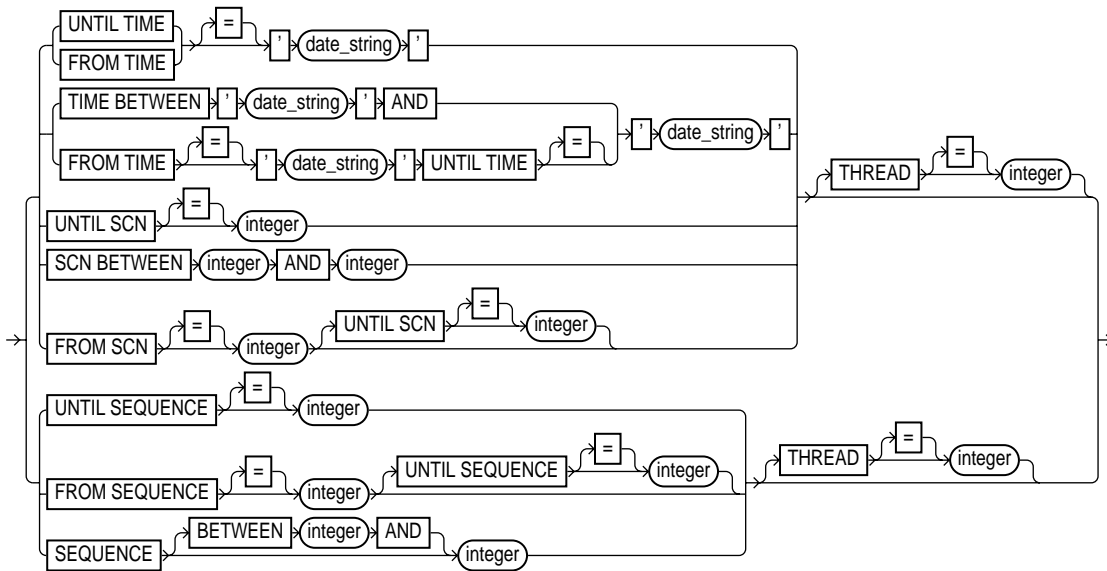 UNTIL TIME
FROM TIME
= ' date_string '
TIME BETWEEN ' date_string ' AND
FROM TIME = ' date_string ' UNTIL TIME =
' date_string '
THREAD = integer
UNTIL SCN = integer
SCN BETWEEN integer AND integer
FROM SCN = integer UNTIL SCN = integer
UNTIL SEQUENCE = integer
FROM SEQUENCE = integer UNTIL SEQUENCE = integer
THREAD = integer
SEQUENCE BETWEEN integer AND integer